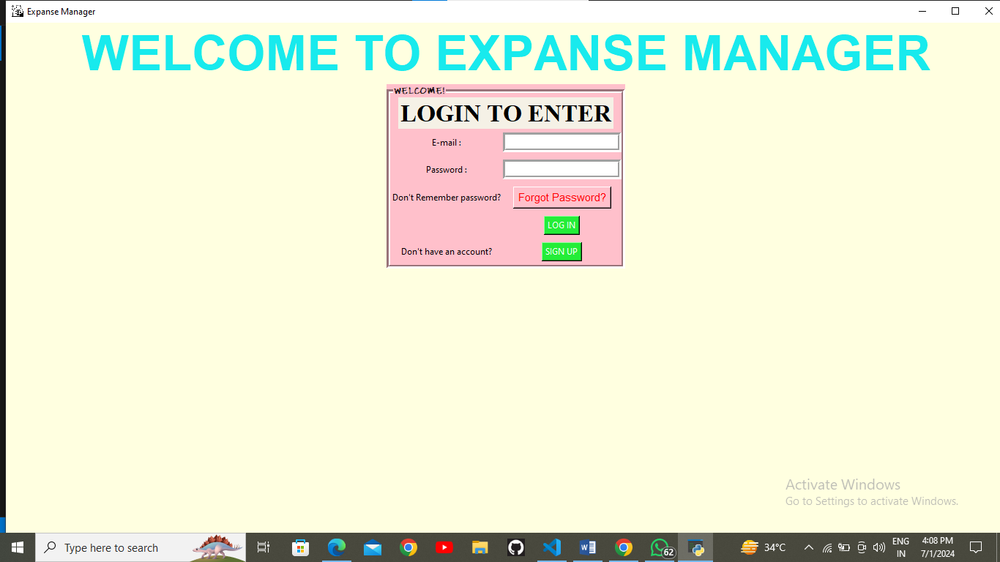 Expanse Manager
WELCOME TO EXPANSE MANAGER
WELCOME!
LOGIN TO ENTER
E-mail :
Password :
Don't Remember password? Forgot Password?
LOG IN
Don't have an account? SIGN UP
Activate Windows
Go to Settings to activate Windows.
Type here to search
62
34°C
ENG
IN
4:08 PM
7/1/2024